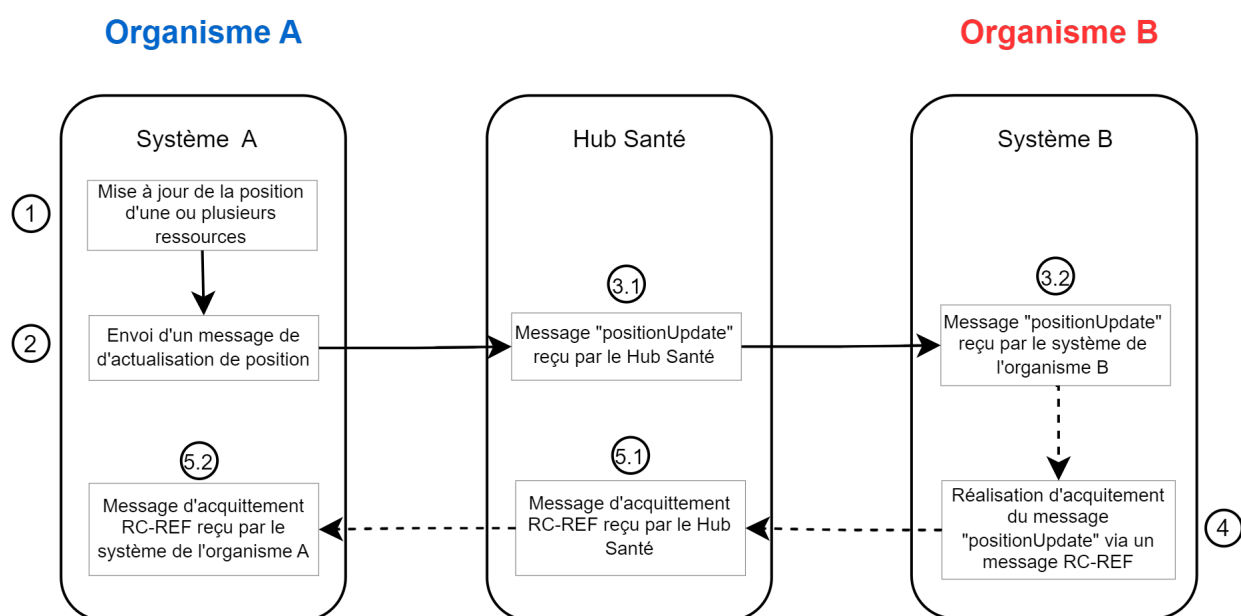 Organisme A
Organisme B
Système A
Hub Santé
Système B
1
Mise à jour de la position
d'une ou plusieurs
ressources
3.1
3.2
2
Envoi d'un message de
d'actualisation de position
Message "positionUpdate"
reçu par le Hub Santé
Message "positionUpdate"
reçu par le système de
l'organisme B
5.2
5.1
Message d'acquittement
RC-REF reçu par le
système de l'organisme A
Message d'acquittement
RC-REF reçu par le Hub
Santé
Réalisation d'acquitement
du message
"positionUpdate" via un
message RC-REF
4